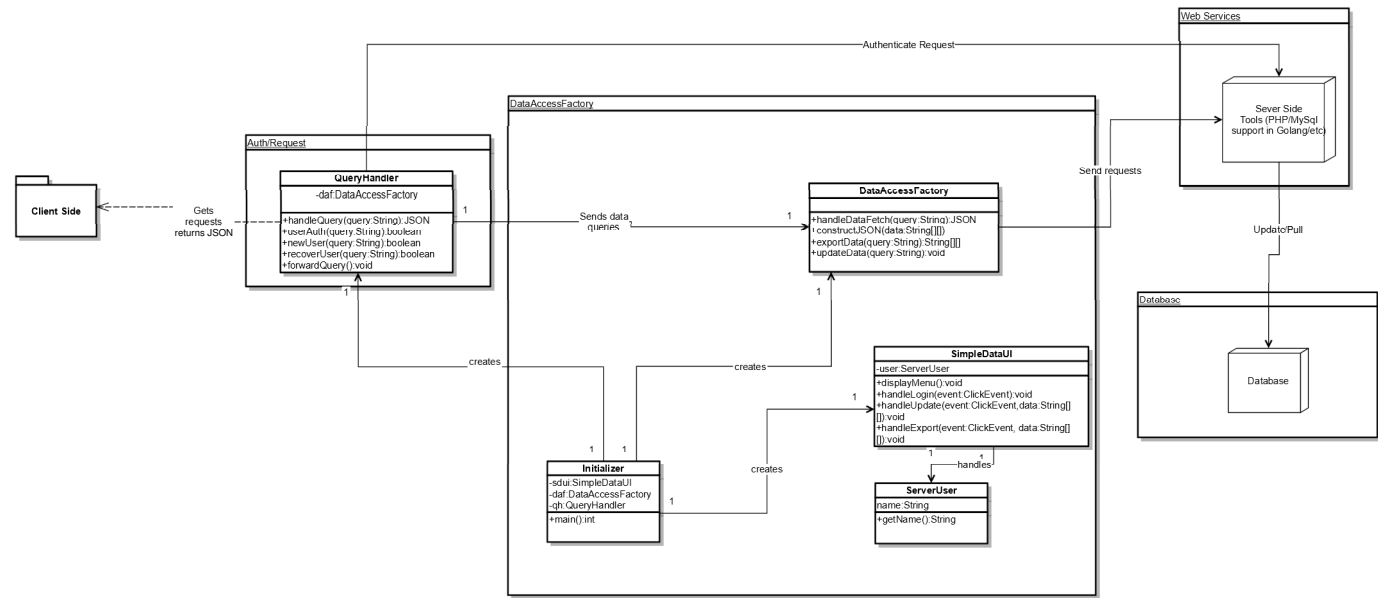 Web Services
Authenticate Request
Sever Side
Tools (PHP/MySql
support in Golang/etc)
DataAccessFactory
Auth/Request
QueryHandler
-daf:DataAccessFactory
+handleQuery(query:String):JSON
+userAuth(query:String):boolean
+newUser(query:String):boolean
+recoverUser(query:String):boolean
+forwardQuery():void
Client Side
Gets
requests
returns JSON
1
Sends data
queries
1
DataAccessFactory
+handleDataFetch(query:String):JSON
+constructJSON(data:String[][])
+exportData(query:String):String[][]
+updateData(query:String):void
Send requests
Update/Pull
1
1
Database
Database
creates
creates
SimpleDataUI
-user:ServerUser
+displayMenu():void
+handleLogin(event:ClickEvent):void
+handleUpdate(event:ClickEvent,data:String[]
[]):void
+handleExport(event:ClickEvent, data:String[]
[]):void
1
1
1
creates
1
1
handles
Initializer
-sdui:SimpleDataUI
-daf:DataAccessFactory
-qh:QueryHandler
+main():int
1
ServerUser
name:String
+getName():String